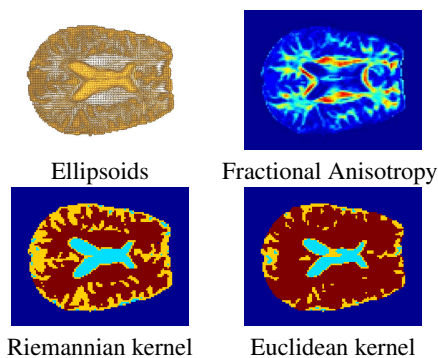 Ellipsoids
Fractional Anisotropy
Riemannian kernel
Euclidean kernel